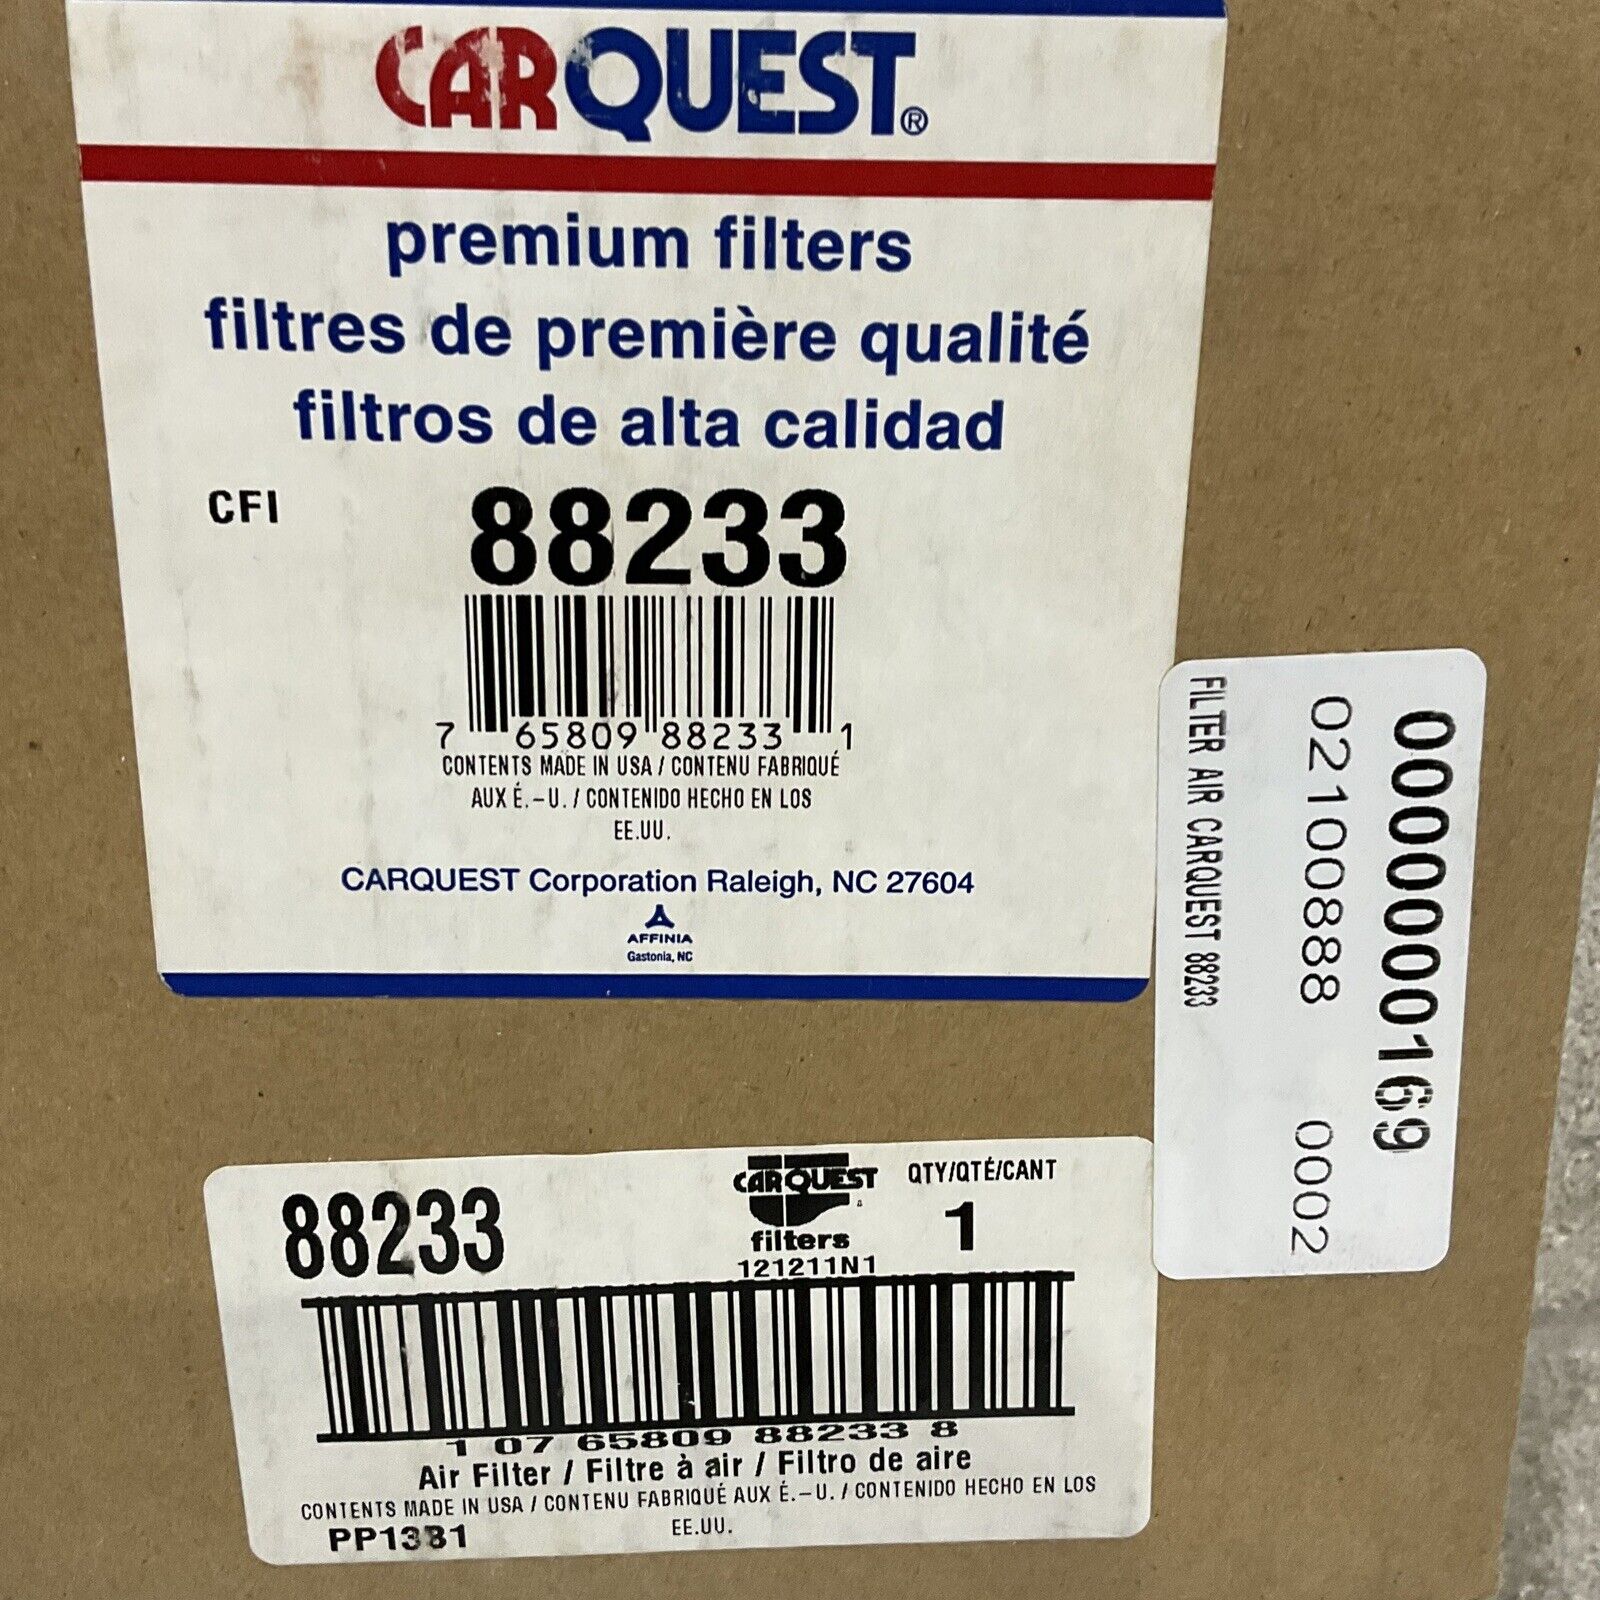 CARQUEST®
premium filters
filtres de première qualité
filtros de alta calidad
CFI
88233
7 65809 88233 1
CONTENTS MADE IN USA / CONTENU FABRIQUÉ
AUX É.-U. / CONTENIDO HECHO EN LOS
EE.UU.
CARQUEST Corporation Raleigh, NC 27604
AFFINIA
Gastonia, NC
0000000169
02100888 0002
FILTER AIR CARQUEST 88233
88233
CARQUEST
filters
121211N1
QTY/QTÉ/CANT
1
1 07 65809 88233 8
Air Filter / Filtre à air / Filtro de aire
CONTENTS MADE IN USA / CONTENU FABRIQUÉ AUX É.-U. / CONTENIDO HECHO EN LOS
EE.UU.
PP1381